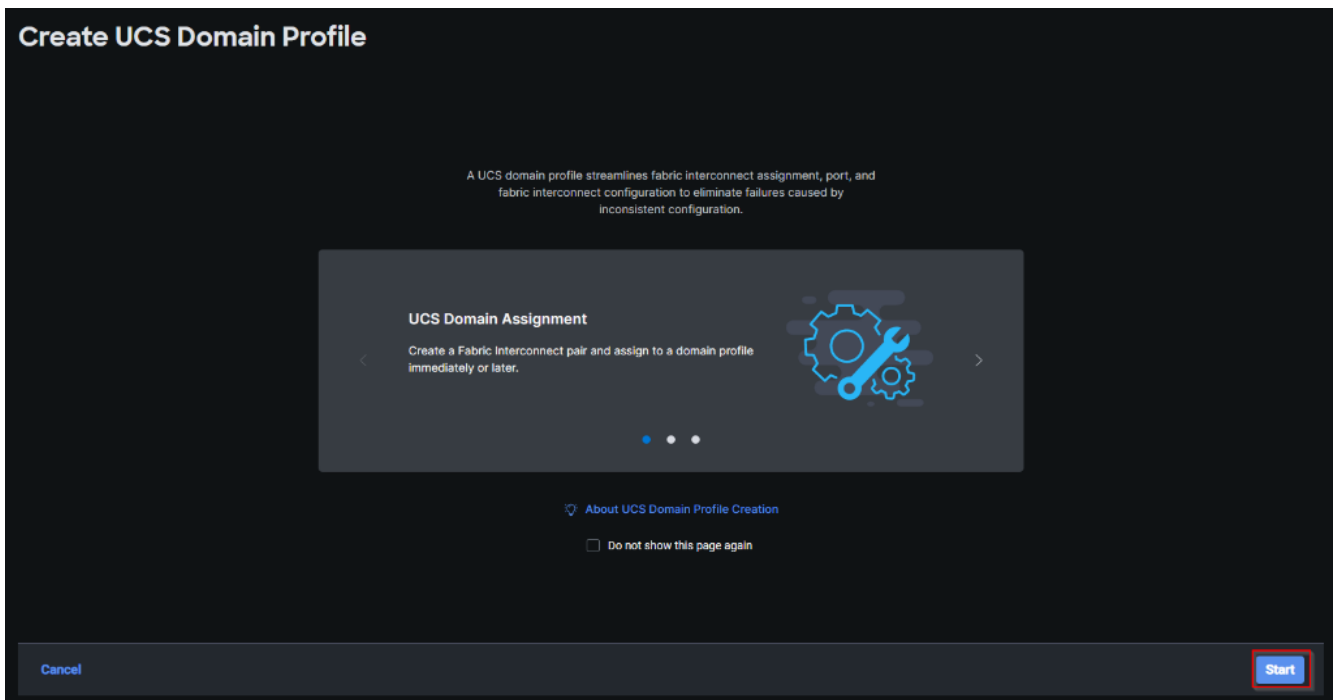 Create UCS Domain Profile
A UCS domain profile streamlines fabric interconnect assignment, port, and
fabric interconnect configuration to eliminate failures caused by
inconsistent configuration.
UCS Domain Assignment
Create a Fabric Interconnect pair and assign to a domain profile
immediately or later.
About UCS Domain Profile Creation
Do not show this page again
Cancel
Start